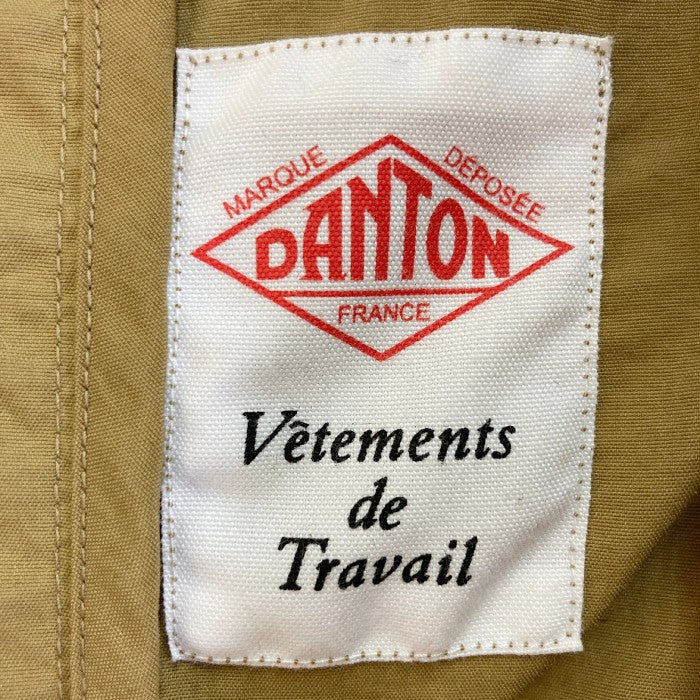 MARQUE DÉPOSÉE
DANTON
FRANCE
Vêtements
de
Travail